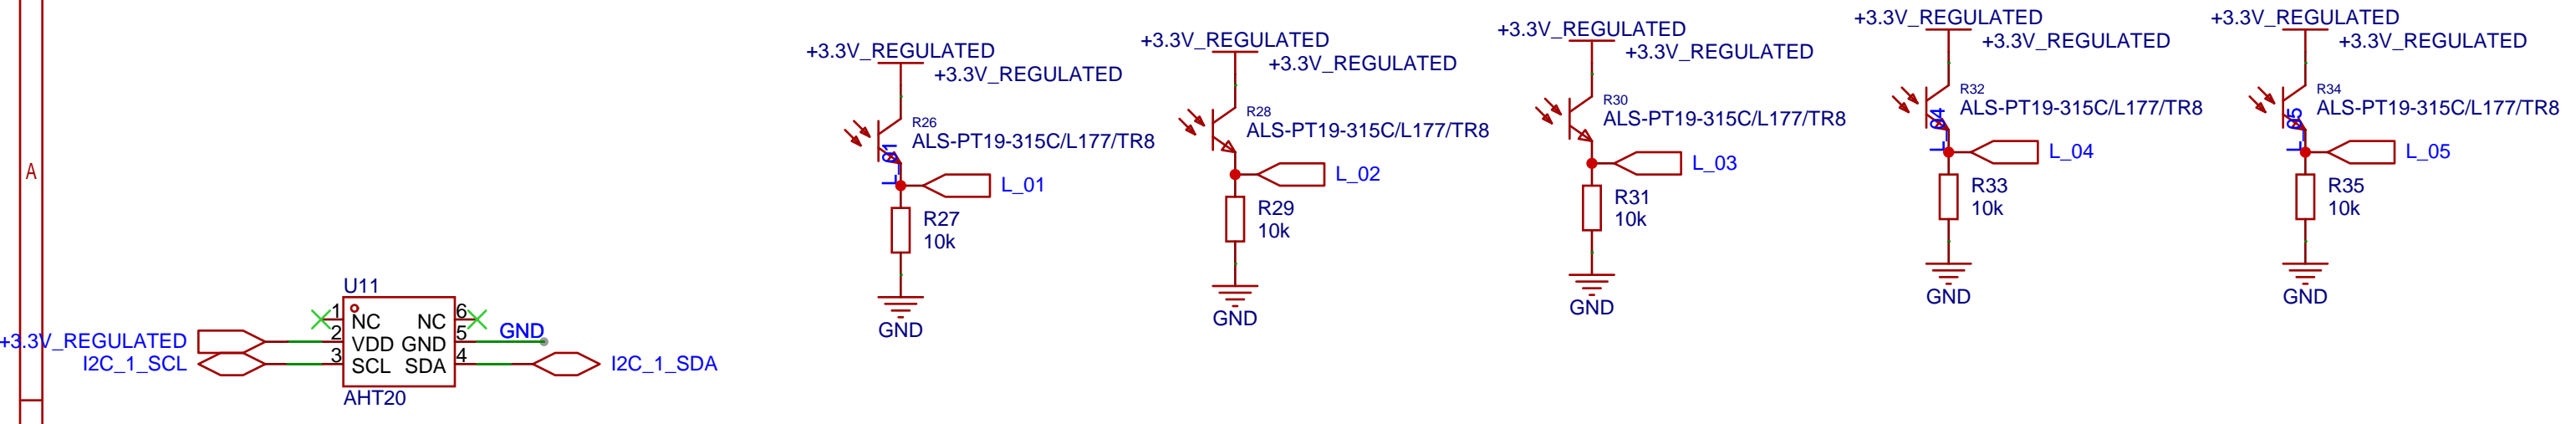 A
+3.3V_REGULATED
+3.3V_REGULATED
R26
ALS-PT19-315C/L177/TR8
L_01
L_01
R27
10k
GND
+3.3V_REGULATED
+3.3V_REGULATED
R28
ALS-PT19-315C/L177/TR8
L_02
R29
10k
GND
+3.3V_REGULATED
+3.3V_REGULATED
R30
ALS-PT19-315C/L177/TR8
L_03
R31
10k
GND
+3.3V_REGULATED
+3.3V_REGULATED
R32
ALS-PT19-315C/L177/TR8
L_04
L_04
R33
10k
GND
+3.3V_REGULATED
+3.3V_REGULATED
R34
ALS-PT19-315C/L177/TR8
L_05
L_05
R35
10k
GND
U11
1 NC NC 6
+3.3V_REGULATED 2 VDD GND 5 GND
I2C_1_SCL 3 SCL SDA 4 I2C_1_SDA
AHT20